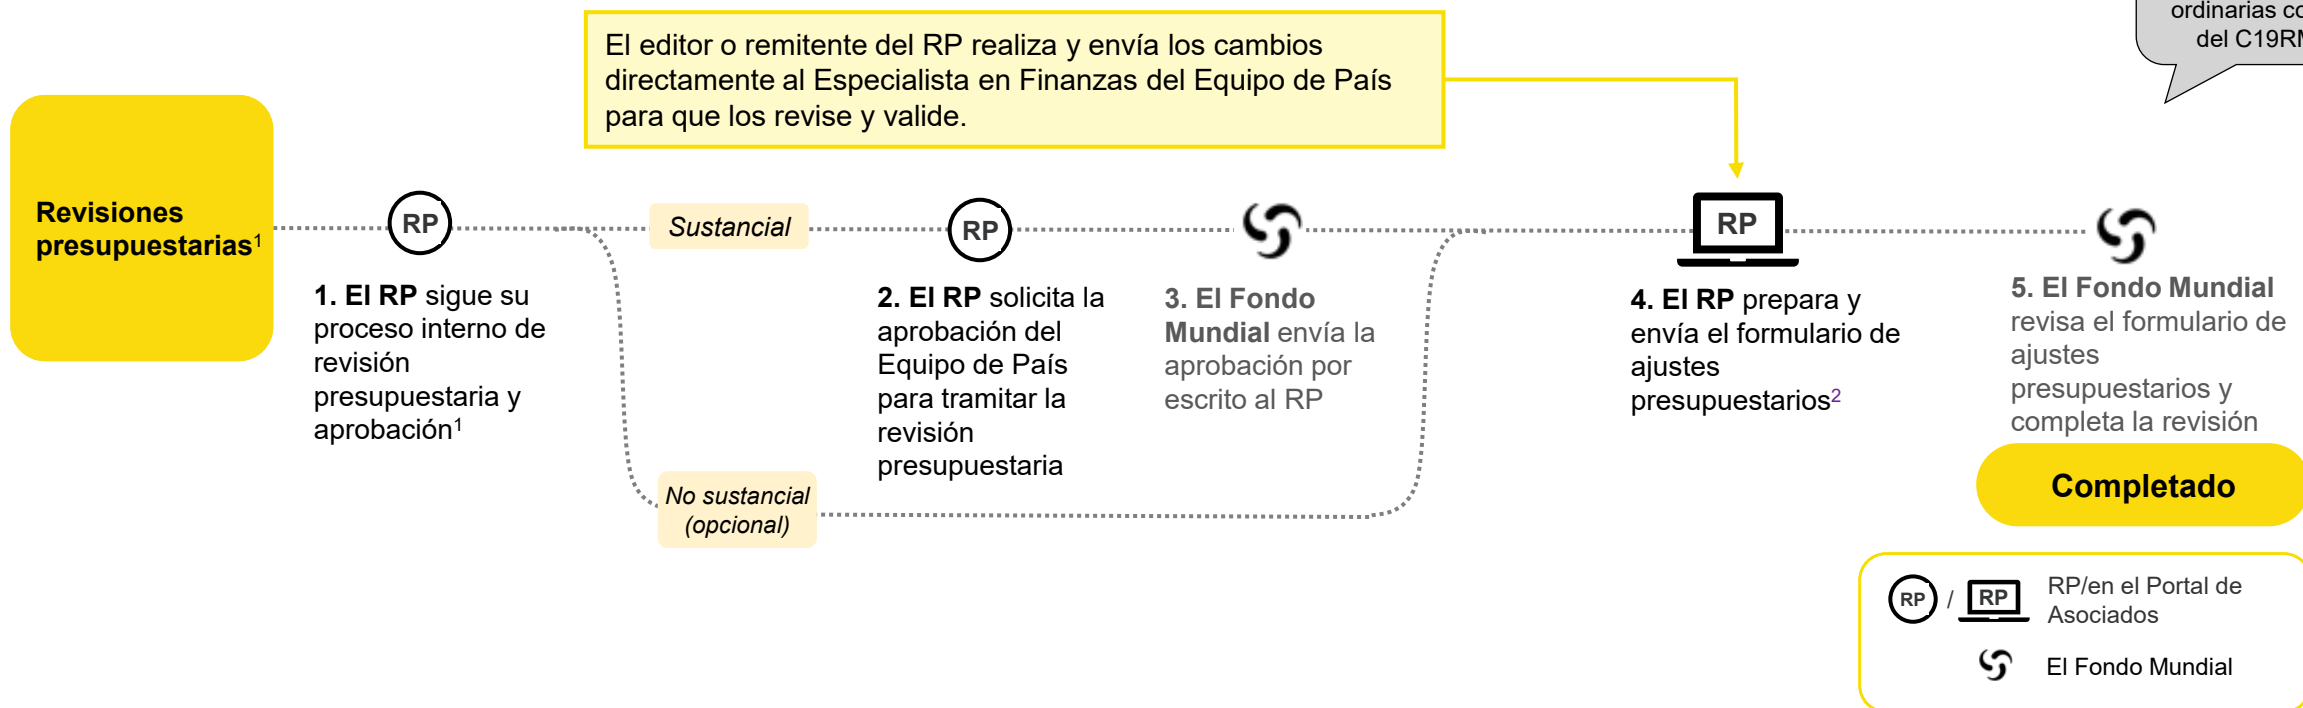 ordinarias
del
El editor o remitente del RP realiza y envía los cambios
directamente al Especialista en Finanzas del Equipo de País
para que los revise y valide.
Revisiones
presupuestarias1
RP
Sustancial
RP
RP
1. El RP sigue su
proceso interno de
revisión
presupuestaria y
aprobación1
2. El RP solicita la
aprobación del
Equipo de País
para tramitar la
revisión
presupuestaria
3. El Fondo
Mundial envía la
aprobación por
escrito al RP
4. El RP prepara y
envía el formulario de
ajustes
presupuestarios2
5. El Fondo Mundial
revisa el formulario de
ajustes
presupuestarios y
completa la revisión
No sustancial
(opcional)
Completado
RP / RP RP/en el Portal de
Asociados
El Fondo Mundial